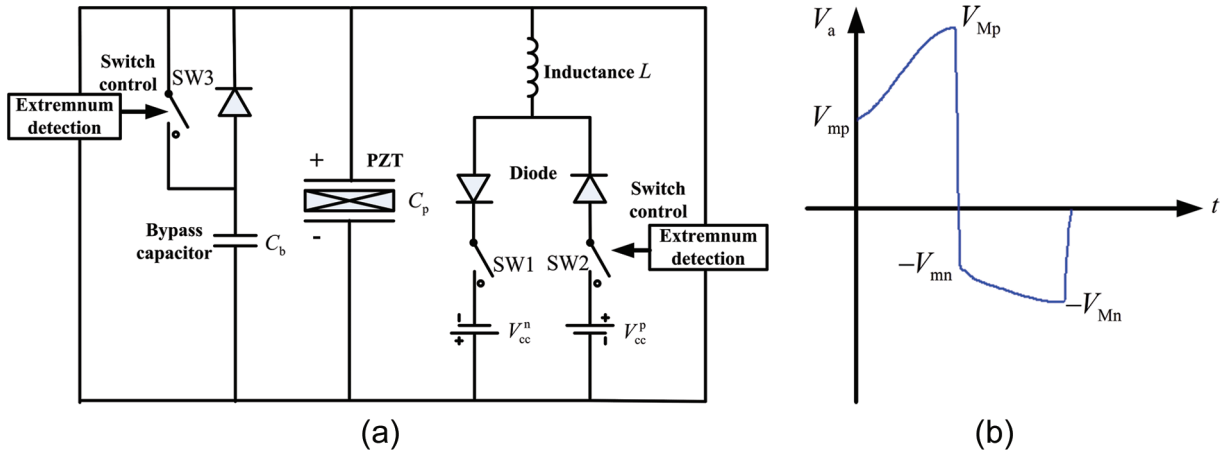 Switch
control
SW3
Extremnum
detection
Bypass
capacitor
C_b
+
PZT
C_p
-
Inductance L
Diode
SW1
SW2
Switch
control
Extremnum
detection
V_cc^n
V_cc^p
(a)
V_a
V_Mp
V_mp
t
−V_mn
−V_Mn
(b)